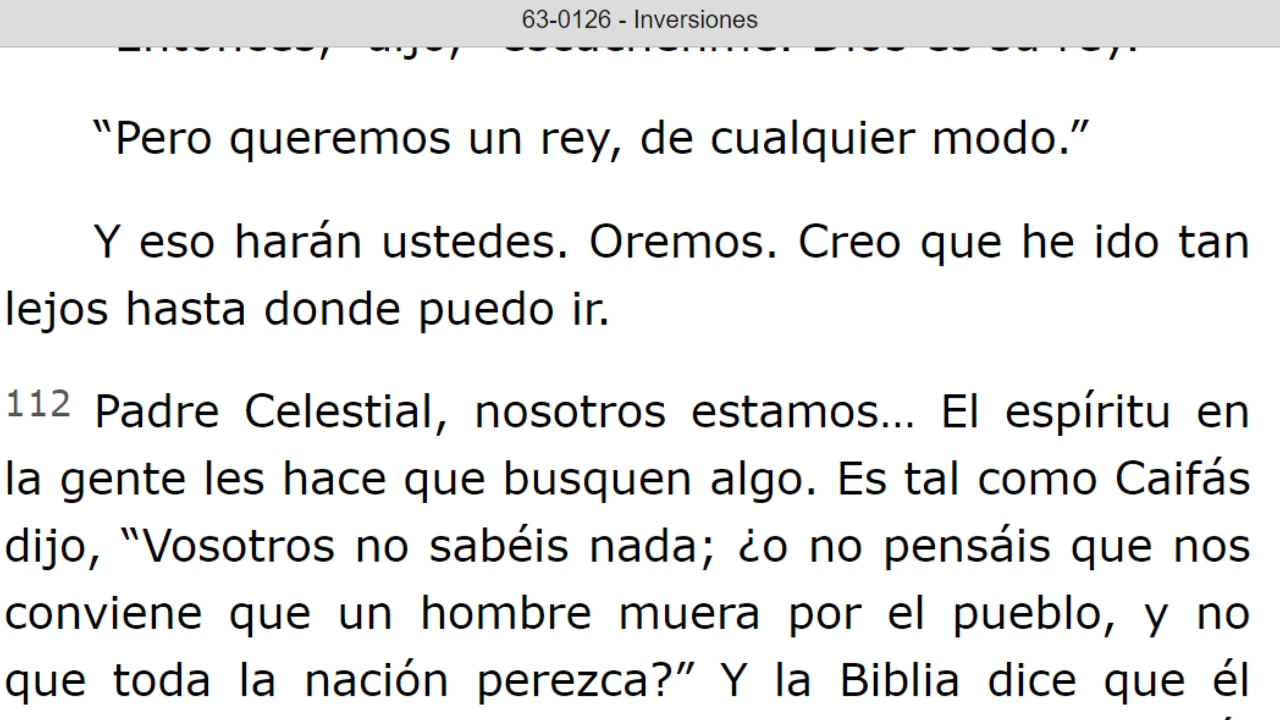 63-0126 - Inversiones
“Pero queremos un rey, de cualquier modo.”
Y eso harán ustedes. Oremos. Creo que he ido tan
lejos hasta donde puedo ir.
112 Padre Celestial, nosotros estamos… El espíritu en
la gente les hace que busquen algo. Es tal como Caifás
dijo, “Vosotros no sabéis nada; ¿o no pensáis que nos
conviene que un hombre muera por el pueblo, y no
que toda la nación perezca?” Y la Biblia dice que él